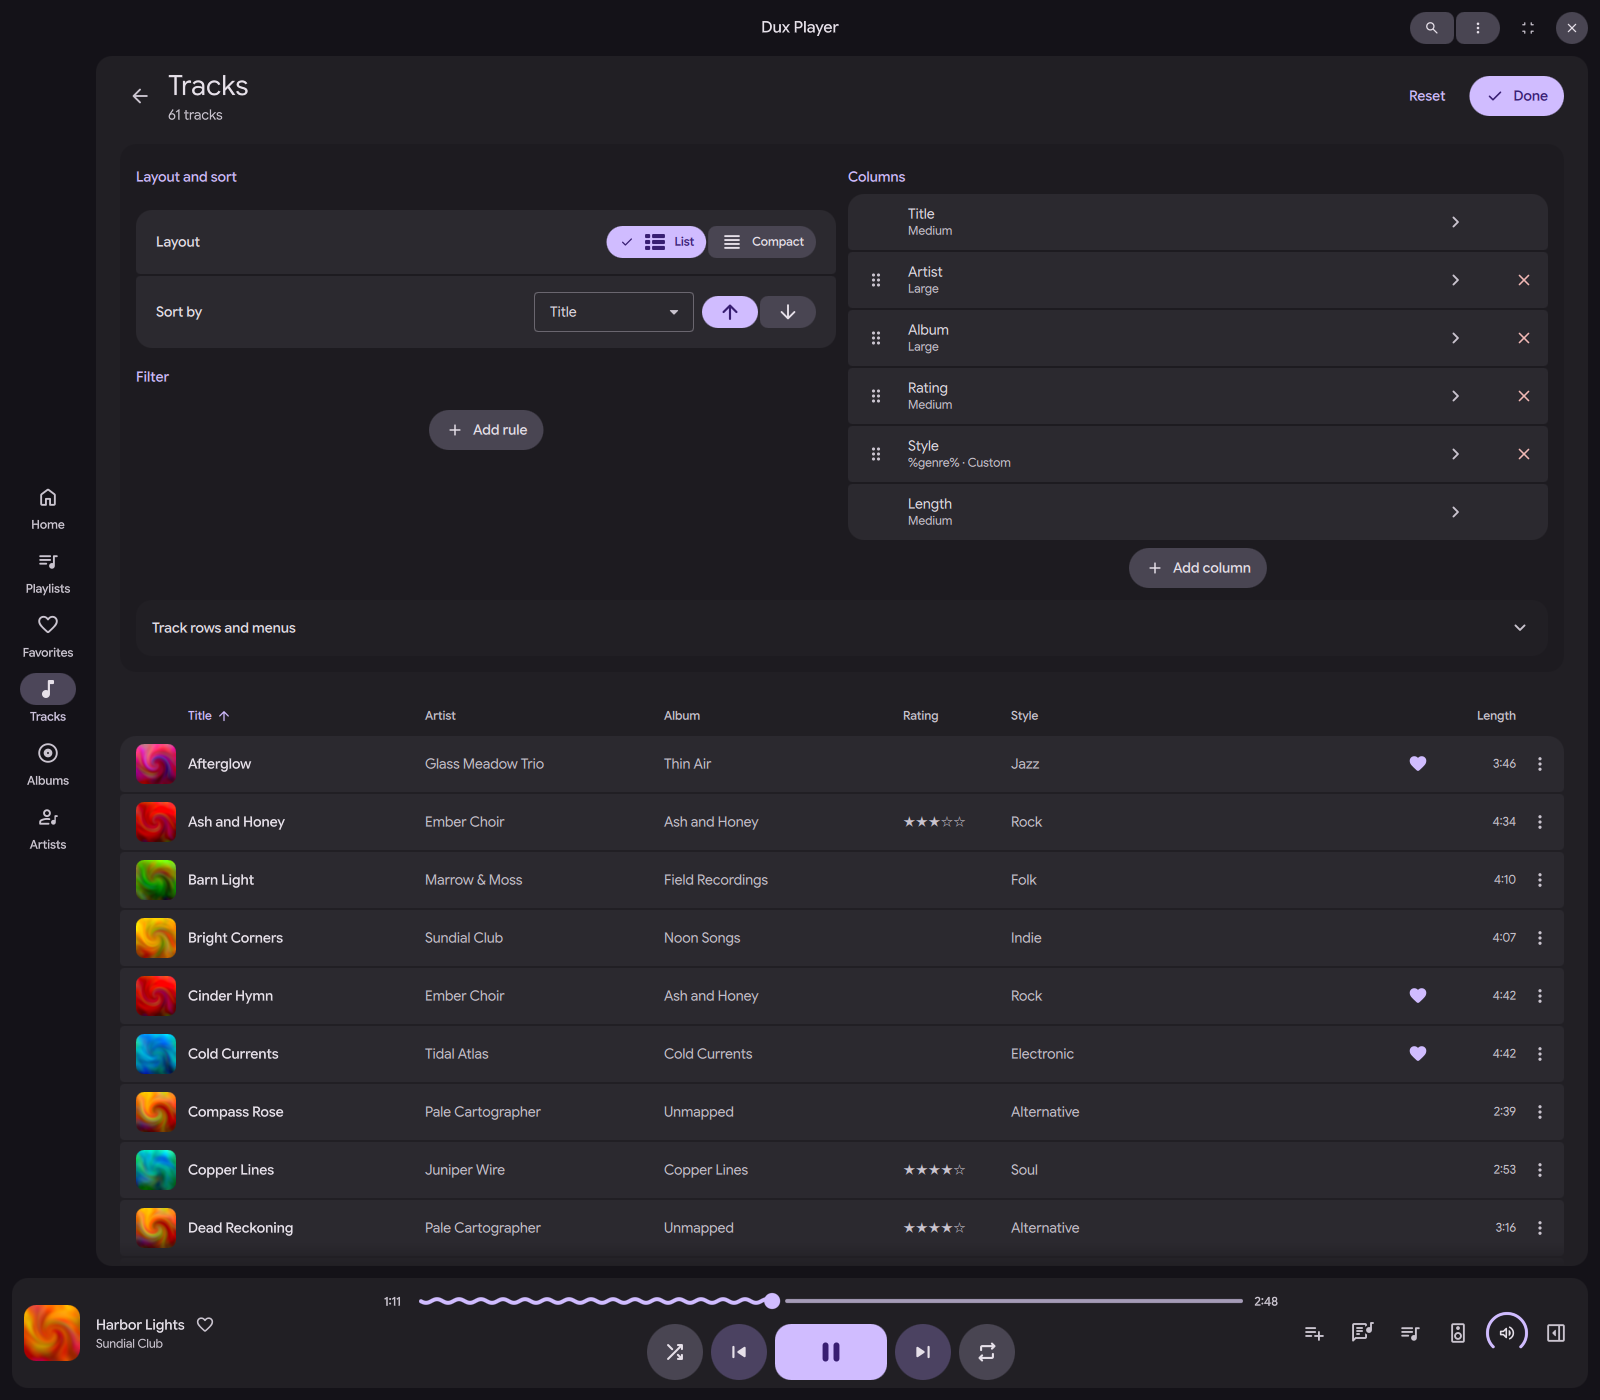 Dux Player
Tracks
61 tracks
Reset
Done
Layout and sort
Layout
List
Compact
Sort by
Title
Filter
Add rule
Columns
Title
Medium
Artist
Large
Album
Large
Rating
Medium
Style
%genre% · Custom
Length
Medium
Add column
Track rows and menus
Home
Playlists
Favorites
Tracks
Albums
Artists
Title Artist Album Rating Style Length
Afterglow Glass Meadow Trio Thin Air Jazz 3:46
Ash and Honey Ember Choir Ash and Honey ★★★☆☆ Rock 4:34
Barn Light Marrow & Moss Field Recordings Folk 4:10
Bright Corners Sundial Club Noon Songs Indie 4:07
Cinder Hymn Ember Choir Ash and Honey Rock 4:42
Cold Currents Tidal Atlas Cold Currents Electronic 4:42
Compass Rose Pale Cartographer Unmapped Alternative 2:39
Copper Lines Juniper Wire Copper Lines ★★★★☆ Soul 2:53
Dead Reckoning Pale Cartographer Unmapped ★★★★☆ Alternative 3:16
Harbor Lights
Sundial Club
1:11
2:48